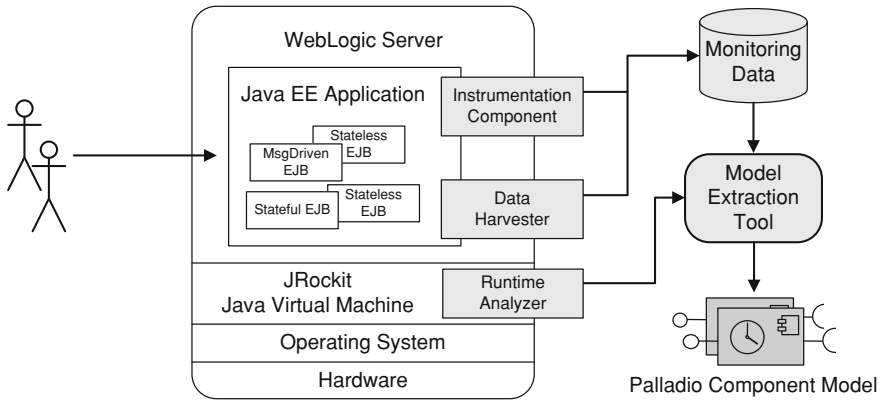 WebLogic Server
Java EE Application
Stateless
EJB
MsgDriven
EJB
Stateless
EJB
Stateful EJB
Instrumentation
Component
Data
Harvester
JRockit
Java Virtual Machine
Runtime
Analyzer
Operating System
Hardware
Monitoring
Data
Model
Extraction
Tool
Palladio Component Model